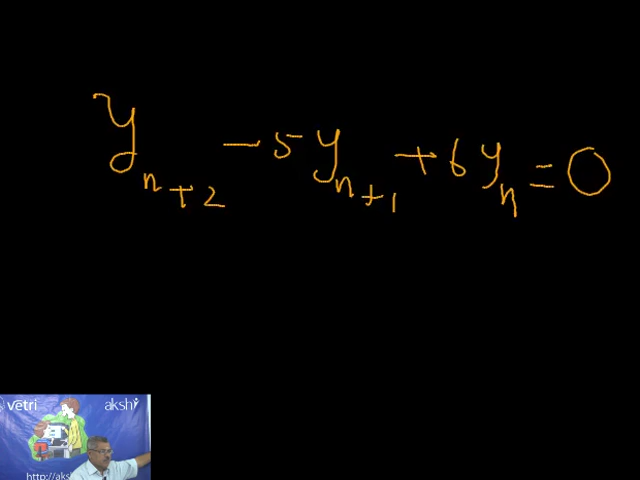 y_{n+2} - 5y_{n+1} + 6y_n = 0
vetri
akshi